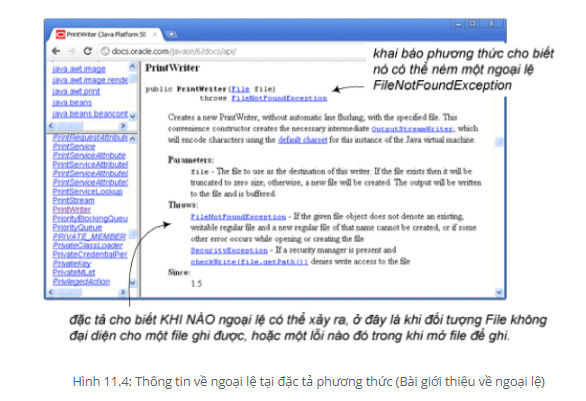 PrintWriter (Java Platform SE
docs.oracle.com/javase/6/docs/api/
java.awt.image
java.awt.image.rende
java.awt.print
java.beans
java.beans.beancont
PrintRequestAttribut
PrintService
PrintServiceAttribute
PrintServiceAttributeI
PrintServiceAttributeS
PrintServiceLookup
PrintStream
PrintWriter
PriorityBlockingQueu
PriorityQueue
PRIVATE_MEMBER
PrivateClassLoader
PrivateCredentialPer
PrivateKey
PrivateMLet
PrivilegedAction
PrintWriter
public PrintWriter(File file)
throws FileNotFoundException
Creates a new PrintWriter, without automatic line flushing, with the specified file. This
convenience constructor creates the necessary intermediate OutputStreamWriter, which
will encode characters using the default charset for this instance of the Java virtual machine.
Parameters:
file - The file to use as the destination of this writer. If the file exists then it will be
truncated to zero size; otherwise, a new file will be created. The output will be written
to the file and is buffered.
Throws:
FileNotFoundException - If the given file object does not denote an existing,
writable regular file and a new regular file of that name cannot be created, or if
some other error occurs while opening or creating the file
SecurityException - If a security manager is present and
checkWrite(file.getPath()) denies write access to the file
Since:
1.5
khai báo phương thức cho biết
nó có thể ném một ngoại lệ
FileNotFoundException
đặc tả cho biết KHI NÀO ngoại lệ có thể xảy ra, ở đây là khi đối tượng File không
đại diện cho một file ghi được, hoặc một lỗi nào đó trong khi mở file để ghi.
Hình 11.4: Thông tin về ngoại lệ tại đặc tả phương thức (Bài giới thiệu về ngoại lệ)